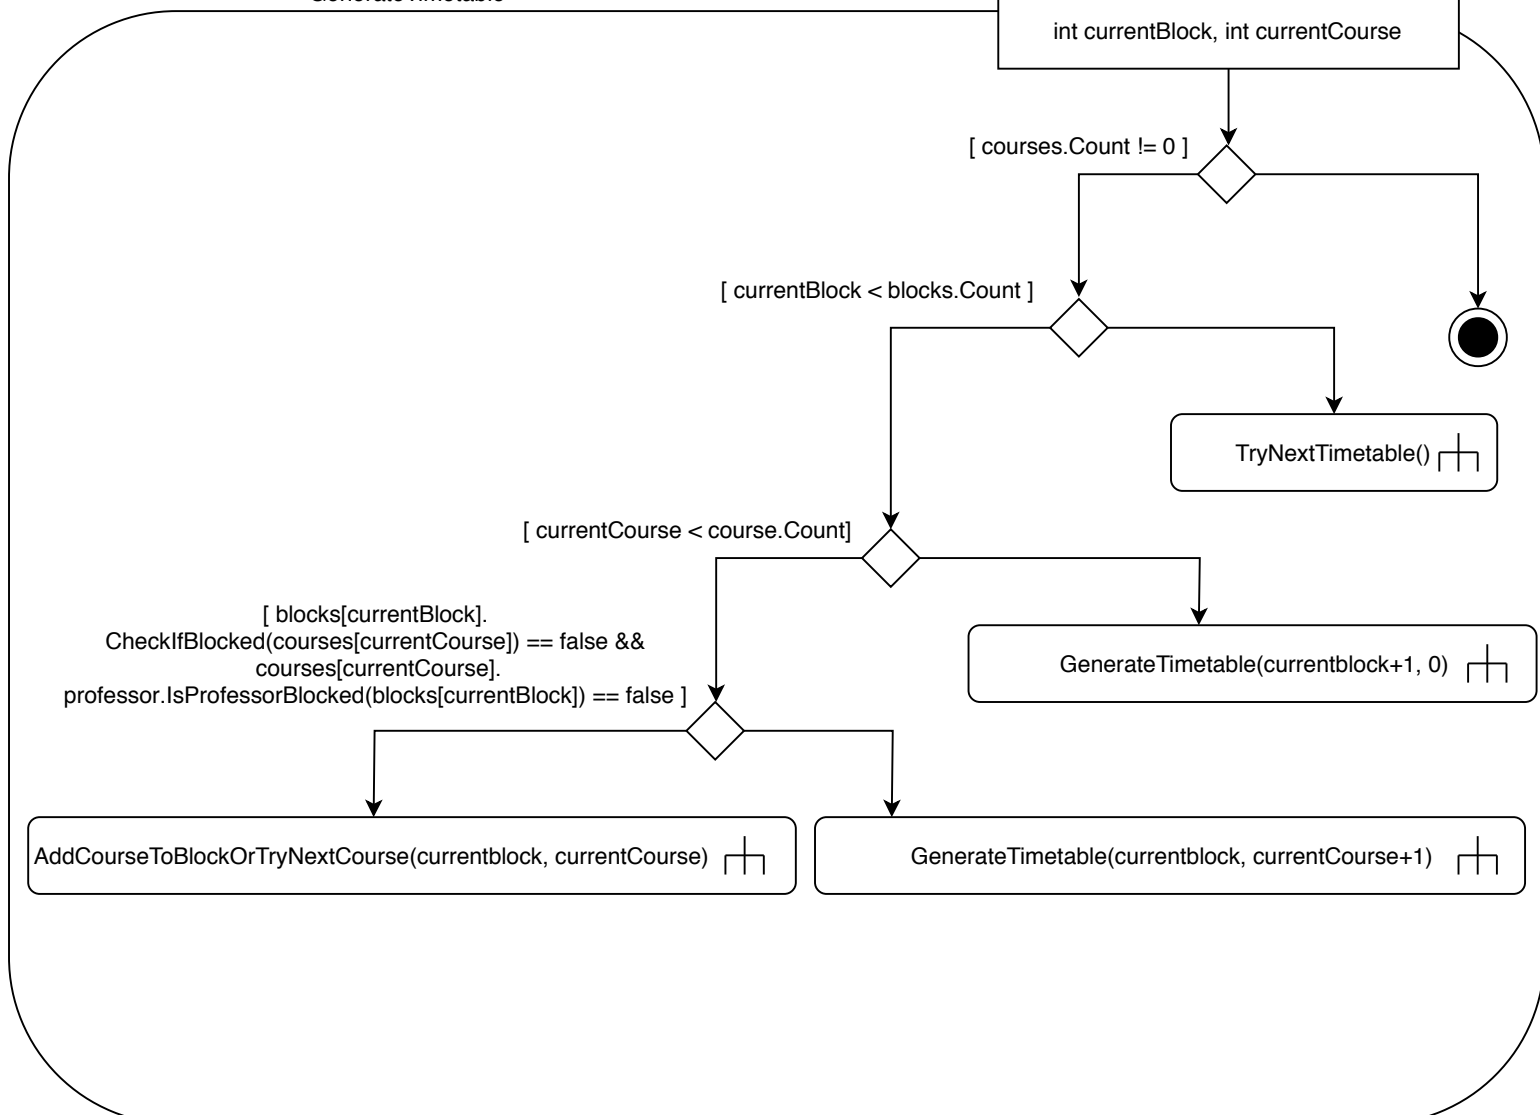 GenerateTimetable
int currentBlock, int currentCourse
[ courses.Count != 0 ]
[ currentBlock < blocks.Count ]
TryNextTimetable()
[ currentCourse < course.Count]
[ blocks[currentBlock].
CheckIfBlocked(courses[currentCourse]) == false &&
courses[currentCourse].
professor.IsProfessorBlocked(blocks[currentBlock]) == false ]
GenerateTimetable(currentblock+1, 0)
AddCourseToBlockOrTryNextCourse(currentblock, currentCourse)
GenerateTimetable(currentblock, currentCourse+1)